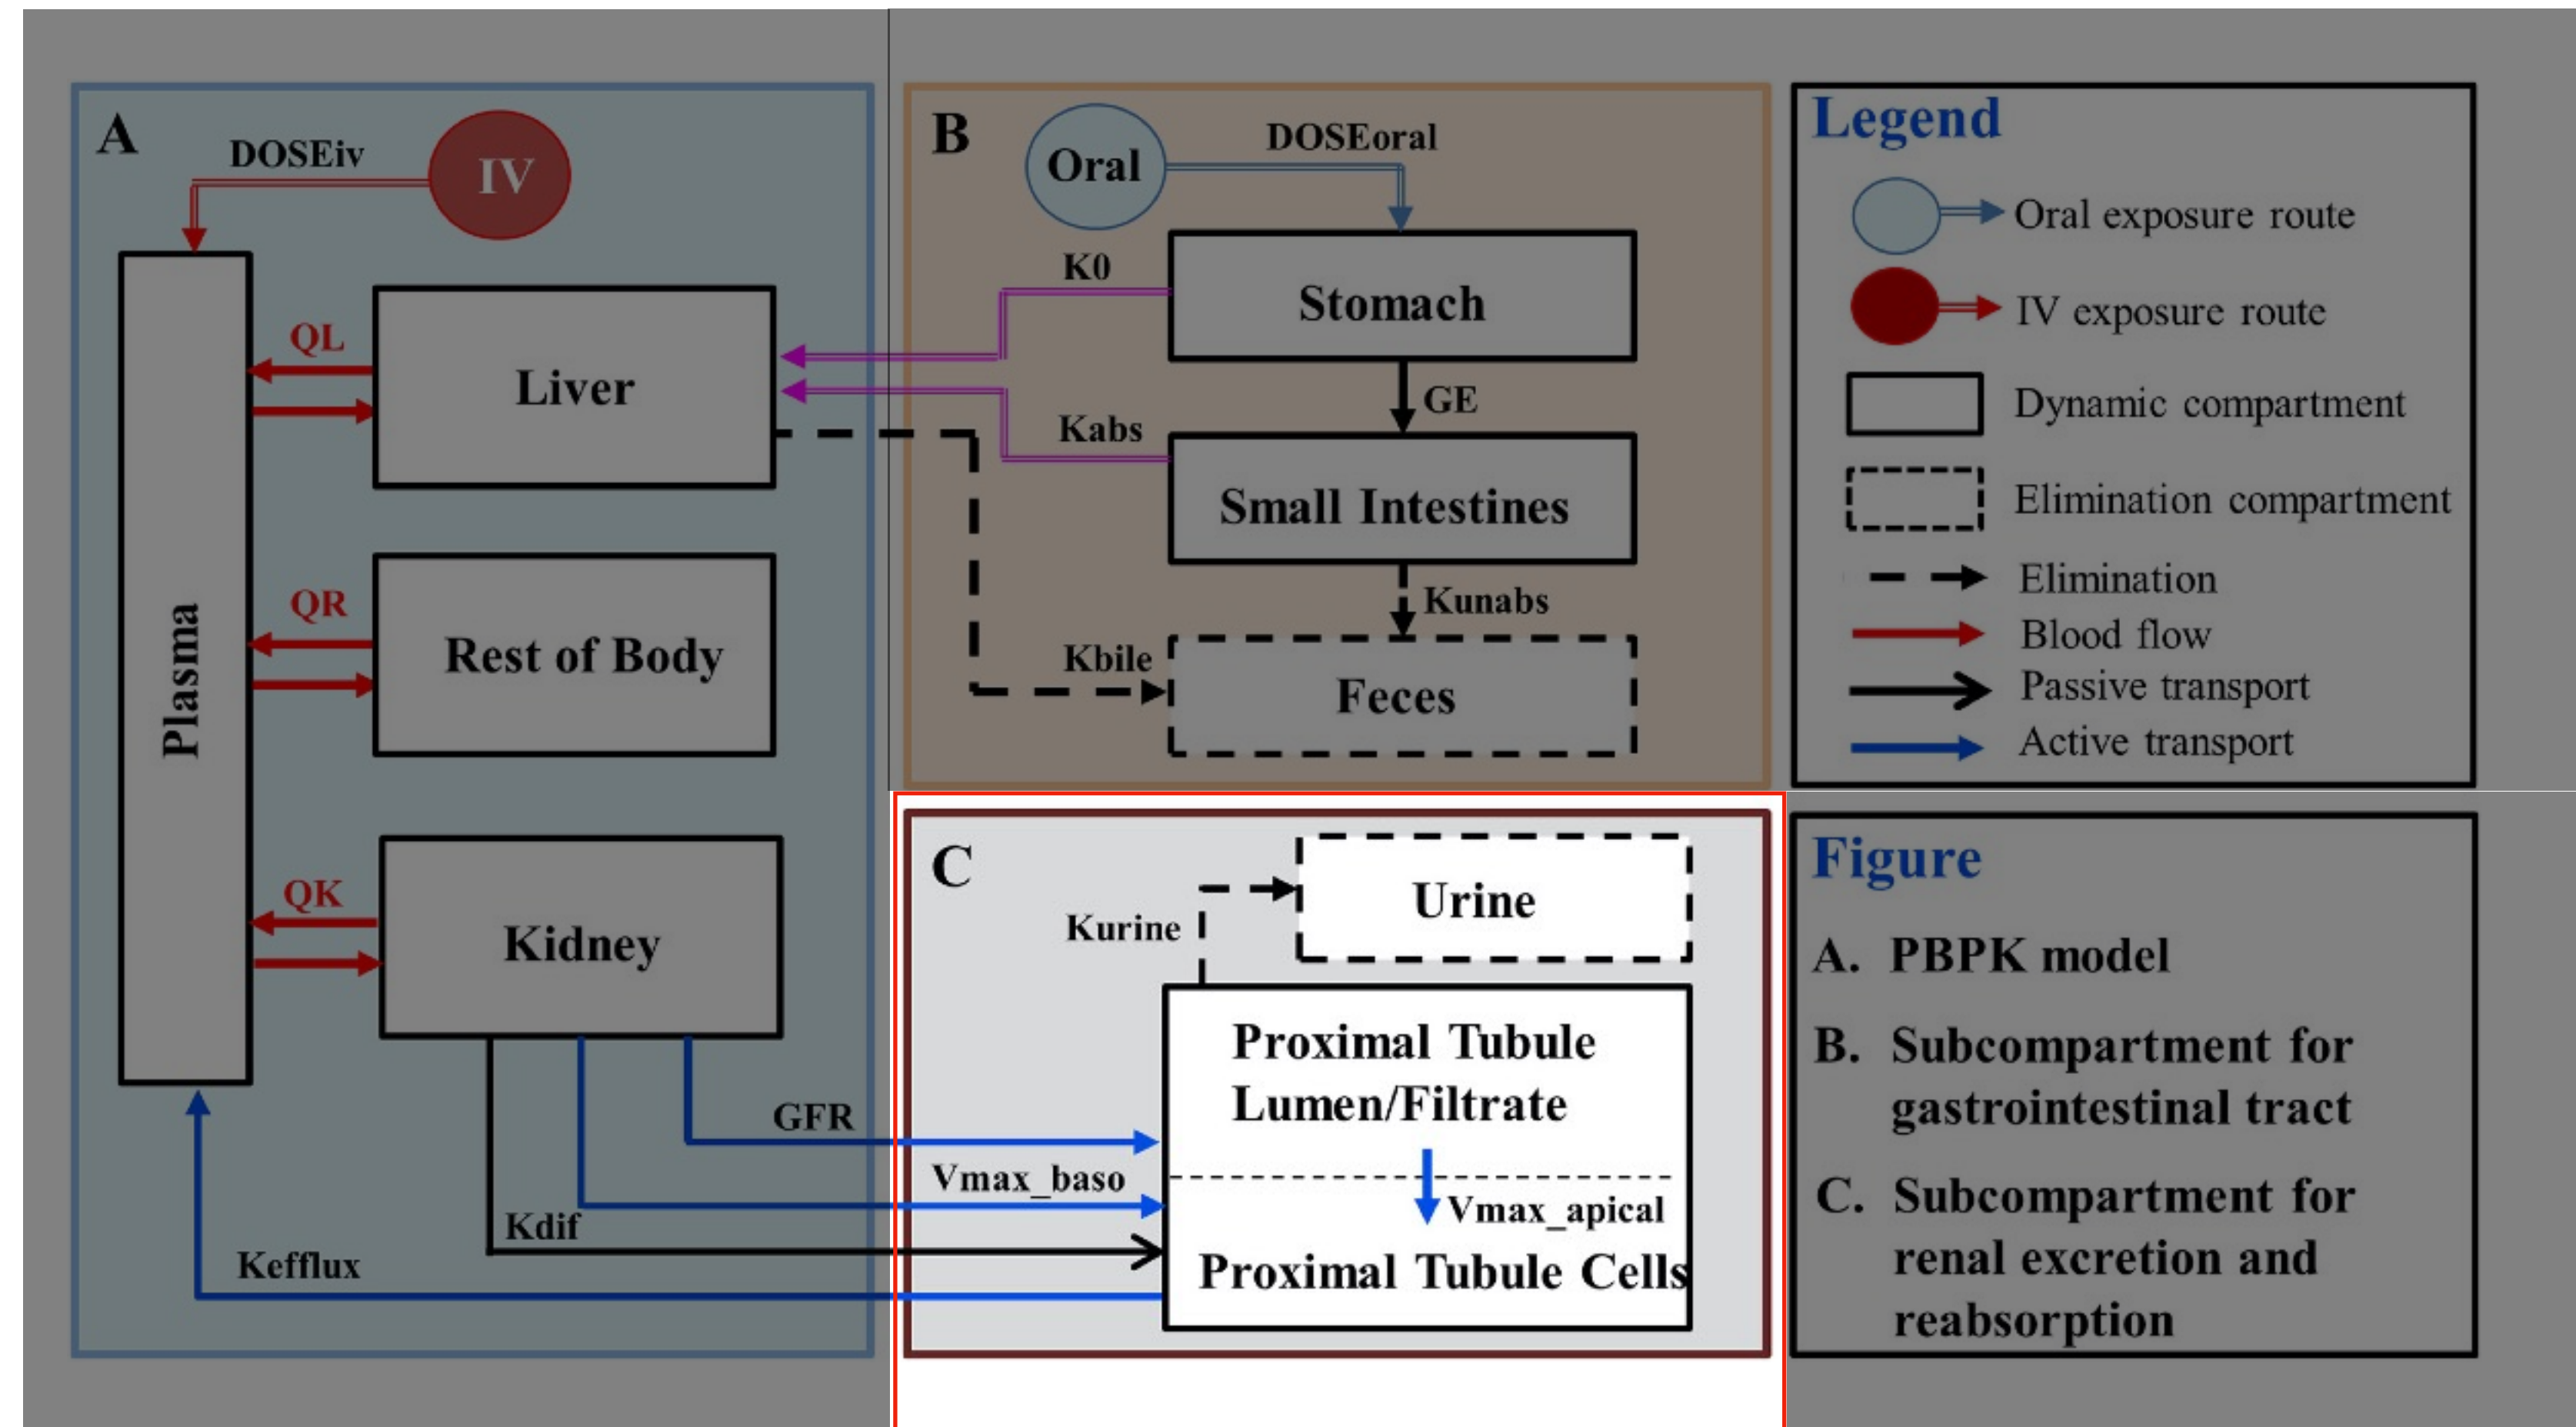 A
DOSEiv
IV
Plasma
QL
Liver
QR
Rest of Body
QK
Kidney
GFR
Vmax_baso
Kdif
Kefflux
B
Oral
DOSEoral
K0
Stomach
GE
Kabs
Small Intestines
Kunabs
Kbile
Feces
C
Urine
Kurine
Proximal Tubule
Lumen/Filtrate
Vmax_apical
Proximal Tubule Cells
Legend
Oral exposure route
IV exposure route
Dynamic compartment
Elimination compartment
Elimination
Blood flow
Passive transport
Active transport
Figure
A. PBPK model
B. Subcompartment for
gastrointestinal tract
C. Subcompartment for
renal excretion and
reabsorption